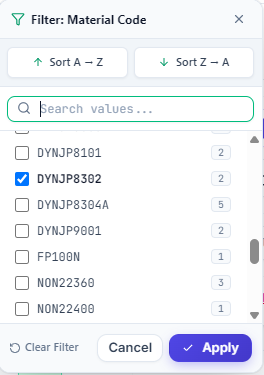 Filter: Material Code
Sort A → Z
Sort Z → A
Search values...
DYNJP8101 2
DYNJP8302 2
DYNJP8304A 5
DYNJP9001 2
FP100N 1
NON22360 3
NON22400 1
Clear Filter
Cancel
Apply